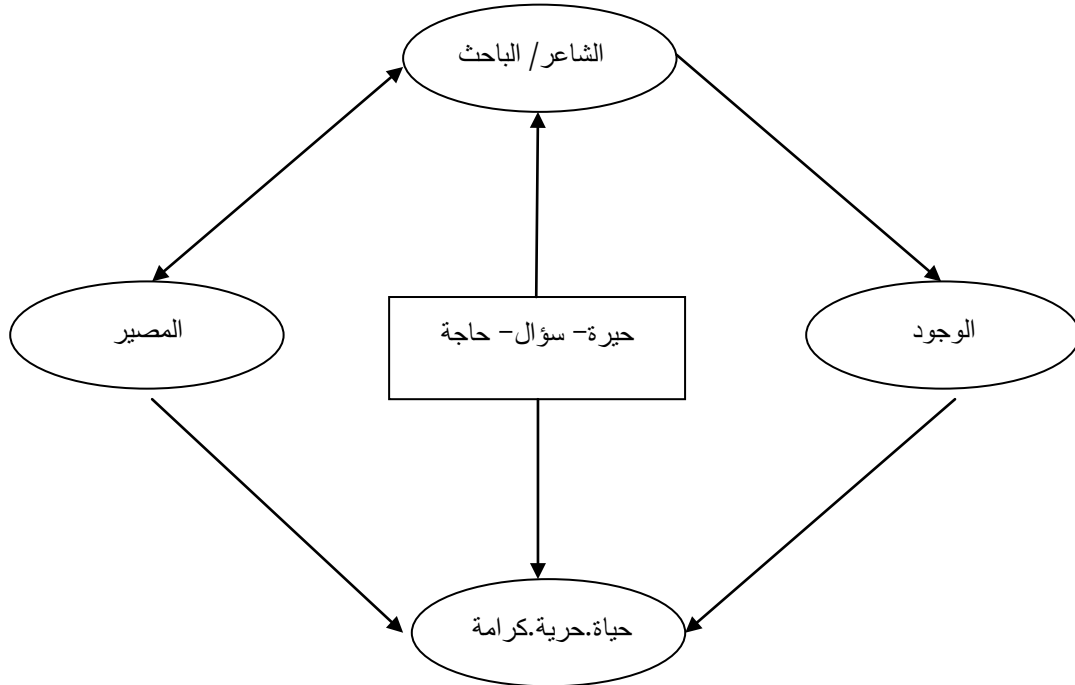 الشاعر/ الباحث
الوجود
حيرة– سؤال– حاجة
المصير
حياة.حرية.كرامة